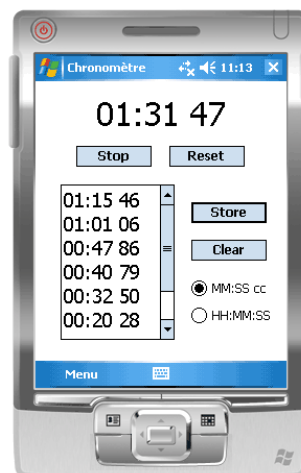 Chronomètre 11:13
01:31 47
Stop Reset
01:15 46
01:01 06
00:47 86
00:40 79
00:32 50
00:20 28
Store
Clear
MM:SS cc
HH:MM:SS
Menu